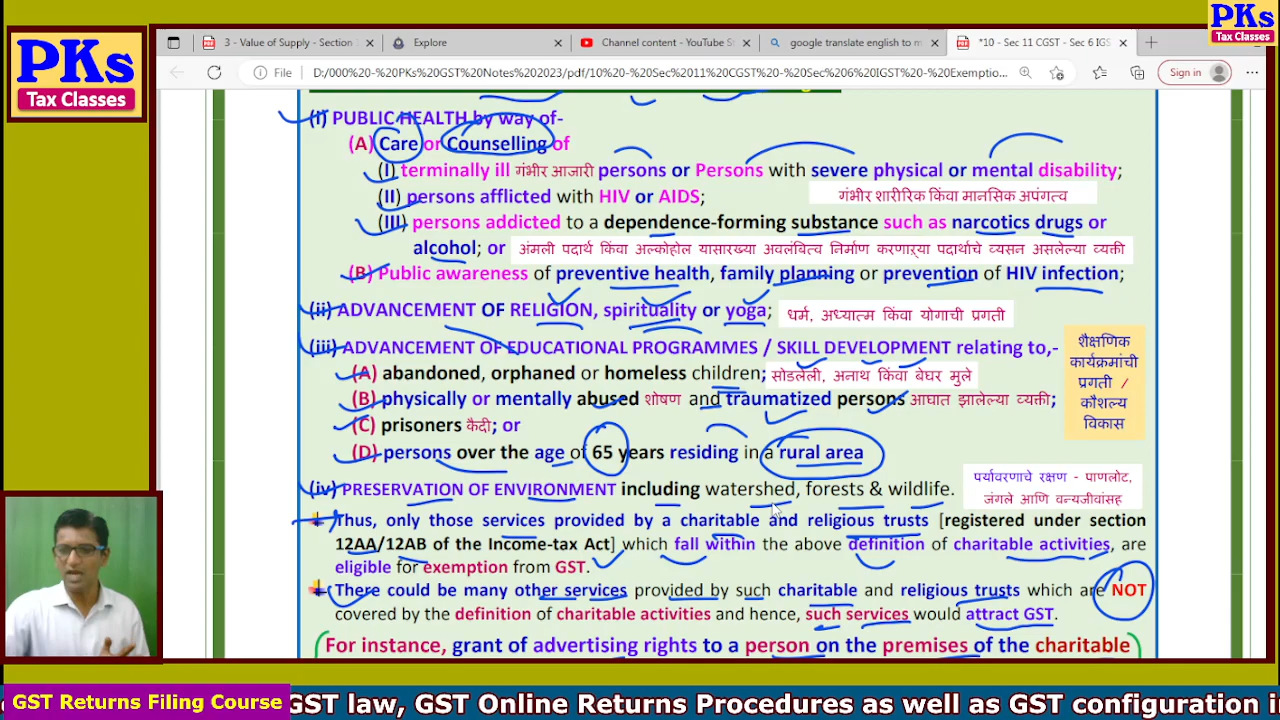 PKs
Tax Classes
PKs
Tax Classes
3 - Value of Supply - Section
Explore
Channel content - YouTube S
google translate english to m
*10 - Sec 11 CGST - Sec 6 IGS
File
D:/000%20-%20PKs%20GST%20Notes%202023/pdf/10%20-%20Sec%2011%20CGST%20-%20Sec%206%20IGST%20-%20Exemptio...
Sign in
(i) PUBLIC HEALTH by way of-
(A) Care or Counselling of
(I) terminally ill गंभीर आजारी persons or Persons with severe physical or mental disability;
(II) persons afflicted with HIV or AIDS;
गंभीर शारीरिक किंवा मानसिक अपंगत्व
(III) persons addicted to a dependence-forming substance such as narcotics drugs or
alcohol; or
अंमली पदार्थ किंवा अल्कोहोल यासारख्या अवलंबित्व निर्माण करणाऱ्या पदार्थाचे व्यसन असलेल्या व्यक्ती
(B) Public awareness of preventive health, family planning or prevention of HIV infection;
(ii) ADVANCEMENT OF RELIGION, spirituality or yoga;
धर्म, अध्यात्म किंवा योगाची प्रगती
(iii) ADVANCEMENT OF EDUCATIONAL PROGRAMMES / SKILL DEVELOPMENT relating to,-
शैक्षणिक
कार्यक्रमांची
प्रगती /
कौशल्य
विकास
(A) abandoned, orphaned or homeless children; सोडलेली, अनाथ किंवा बेघर मुले
(B) physically or mentally abused शोषण and traumatized persons आघात झालेल्या व्यक्ती;
(C) prisoners कैदी; or
(D) persons over the age of 65 years residing in a rural area
(iv) PRESERVATION OF ENVIRONMENT including watershed, forests & wildlife.
पर्यावरणाचे रक्षण - पाणलोट,
जंगले आणि वन्यजीवांसह
Thus, only those services provided by a charitable and religious trusts [registered under section
12AA/12AB of the Income-tax Act] which fall within the above definition of charitable activities, are
eligible for exemption from GST.
There could be many other services provided by such charitable and religious trusts which are NOT
covered by the definition of charitable activities and hence, such services would attract GST.
For instance, grant of advertising rights to a person on the premises of the charitable
GST Returns Filing Course
GST law, GST Online Returns Procedures as well as GST configuration i